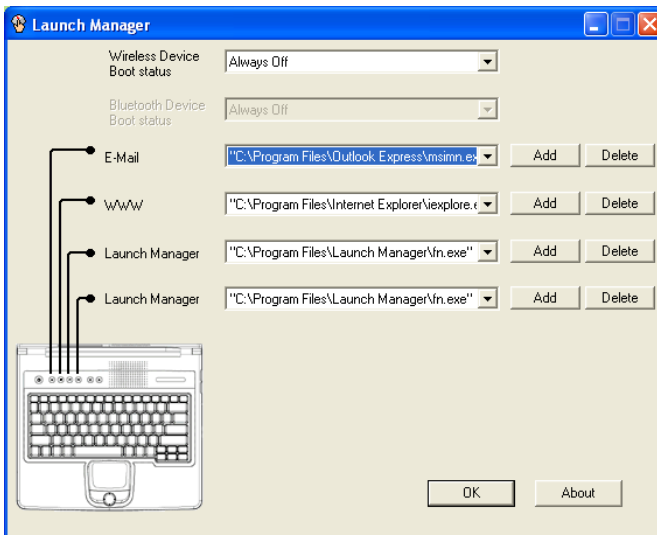 Launch Manager
Wireless Device
Boot status
Always Off
Bluetooth Device
Boot status
Always Off
E-Mail
"C:\Program Files\Outlook Express\msimn.ex
Add
Delete
WWW
"C:\Program Files\Internet Explorer\iexplore.e
Add
Delete
Launch Manager
"C:\Program Files\Launch Manager\fn.exe"
Add
Delete
Launch Manager
"C:\Program Files\Launch Manager\fn.exe"
Add
Delete
OK
About